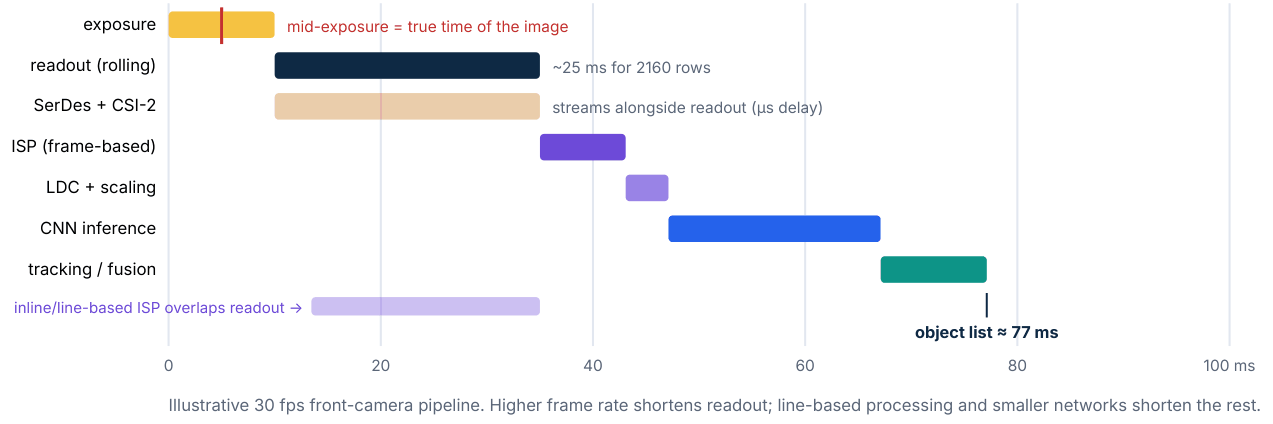 exposure
mid-exposure = true time of the image
readout (rolling)
~25 ms for 2160 rows
SerDes + CSI-2
streams alongside readout (µs delay)
ISP (frame-based)
LDC + scaling
CNN inference
tracking / fusion
inline/line-based ISP overlaps readout →
object list ≈ 77 ms
0 20 40 60 80 100 ms
Illustrative 30 fps front-camera pipeline. Higher frame rate shortens readout; line-based processing and smaller networks shorten the rest.